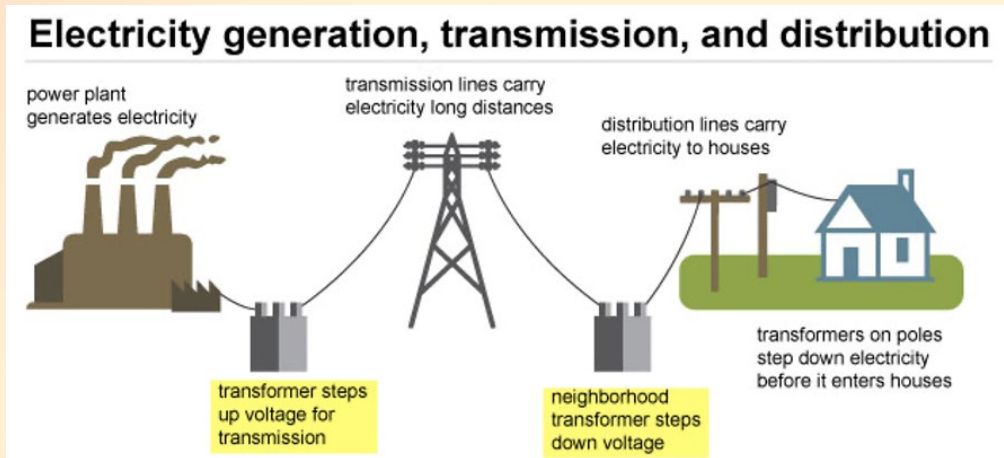 Electricity generation, transmission, and distribution
power plant
generates electricity
transmission lines carry
electricity long distances
distribution lines carry
electricity to houses
transformer steps
up voltage for
transmission
neighborhood
transformer steps
down voltage
transformers on poles
step down electricity
before it enters houses